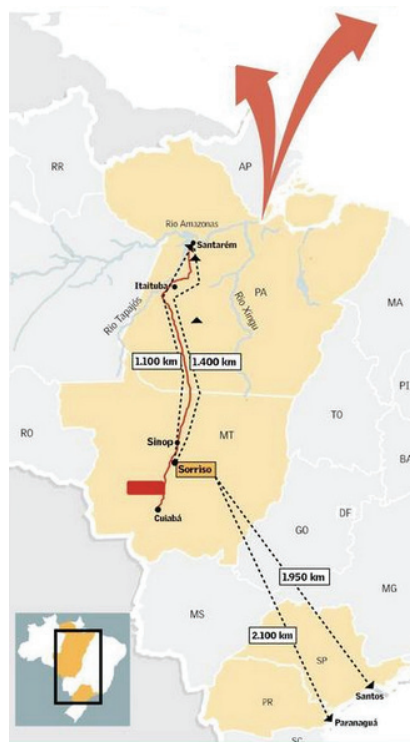 RR
AP
Rio Amazonas
Santarém
Itaituba
Rio Tapajós
Rio Xingu
PA
MA
PI
1.100 km
1.400 km
TO
RO
MT
BA
Sinop
Sorriso
Cuiabá
DF
GO
1.950 km
MG
MS
2.100 km
SP
Santos
PR
Paranaguá
SC